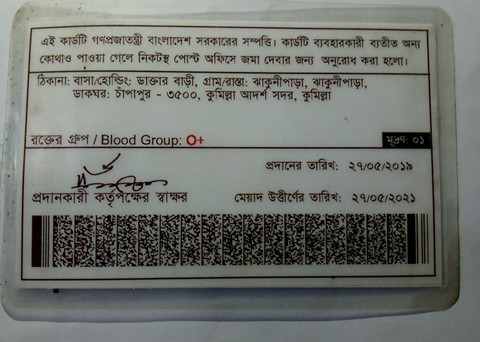 এই কার্ডটি গণপ্রজাতন্ত্রী বাংলাদেশ সরকারের সম্পত্তি। কার্ডটি ব্যবহারকারী ব্যতীত অন্য
কোথাও পাওয়া গেলে নিকটস্থ পোস্ট অফিসে জমা দেবার জন্য অনুরোধ করা হলো।
ঠিকানা: বাসা/হোল্ডিং: ডাক্তার বাড়ী, গ্রাম/রাস্তা: ঝাকুনীপাড়া, ঝাকুনীপাড়া,
ডাকঘর: চাঁপাপুর - ৩৫০০, কুমিল্লা আদর্শ সদর, কুমিল্লা
রক্তের গ্রুপ / Blood Group: O+ মুদ্রণ: ০১
প্রদানের তারিখ: ২৭/০৫/২০১৯
প্রদানকারী কর্তৃপক্ষের স্বাক্ষর মেয়াদ উত্তীর্ণের তারিখ: ২৭/০৫/২০২১